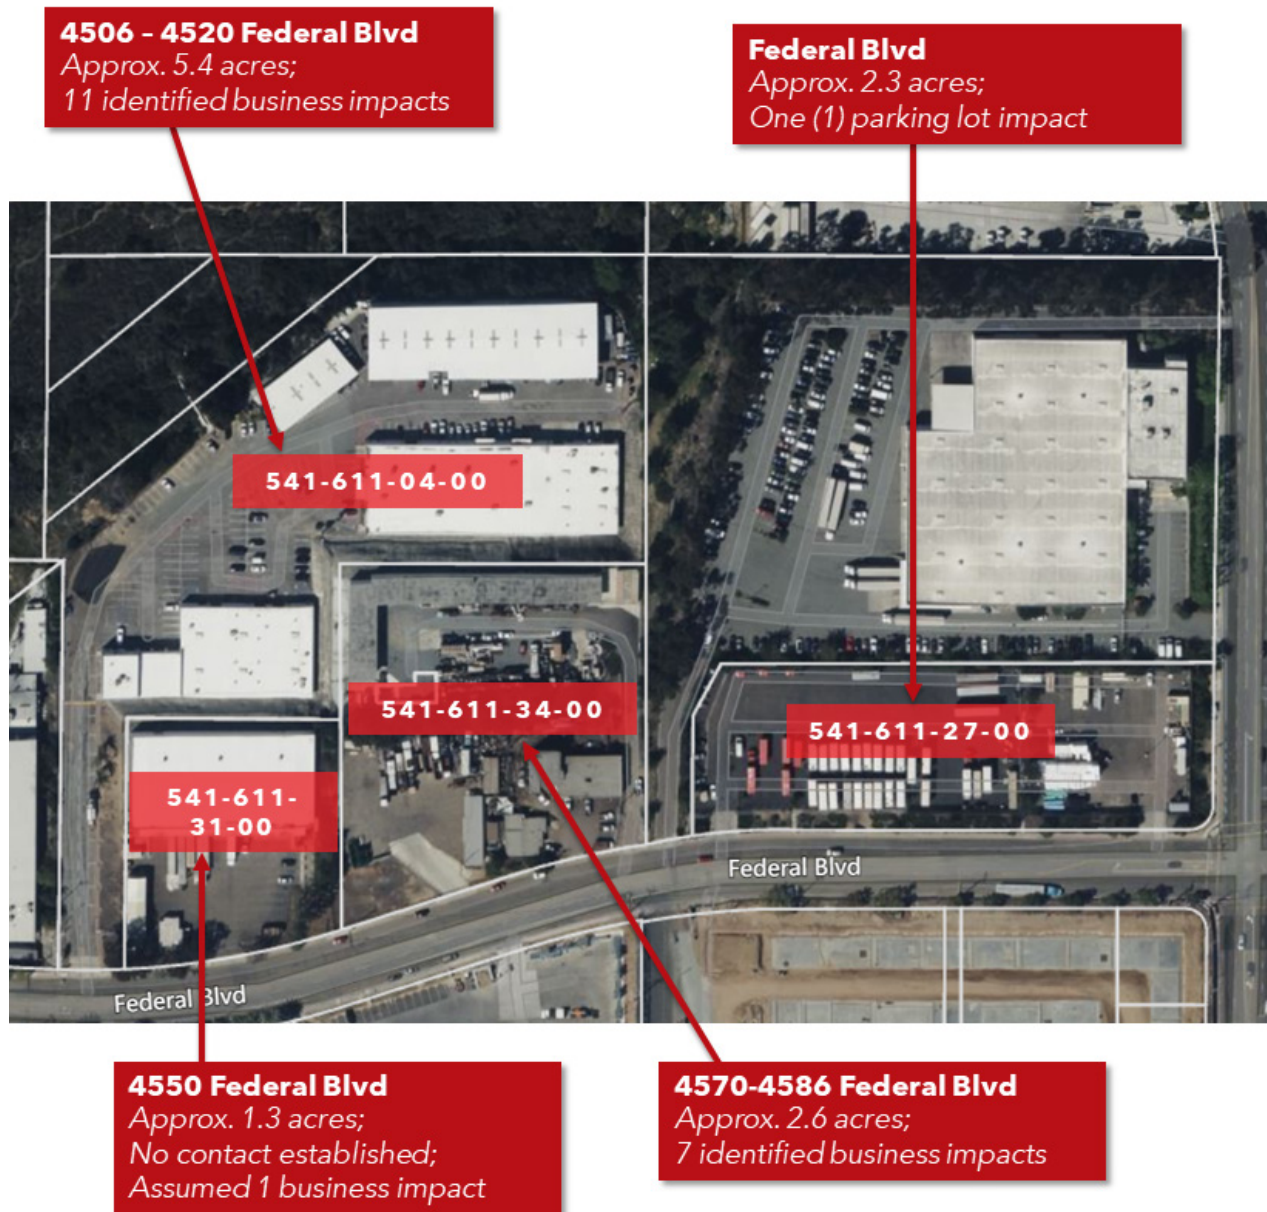 4506 – 4520 Federal Blvd
Approx. 5.4 acres;
11 identified business impacts
Federal Blvd
Approx. 2.3 acres;
One (1) parking lot impact
541-611-04-00
541-611-34-00
541-611-27-00
541-611-
31-00
Federal Blvd
Federal Blvd
4550 Federal Blvd
Approx. 1.3 acres;
No contact established;
Assumed 1 business impact
4570-4586 Federal Blvd
Approx. 2.6 acres;
7 identified business impacts